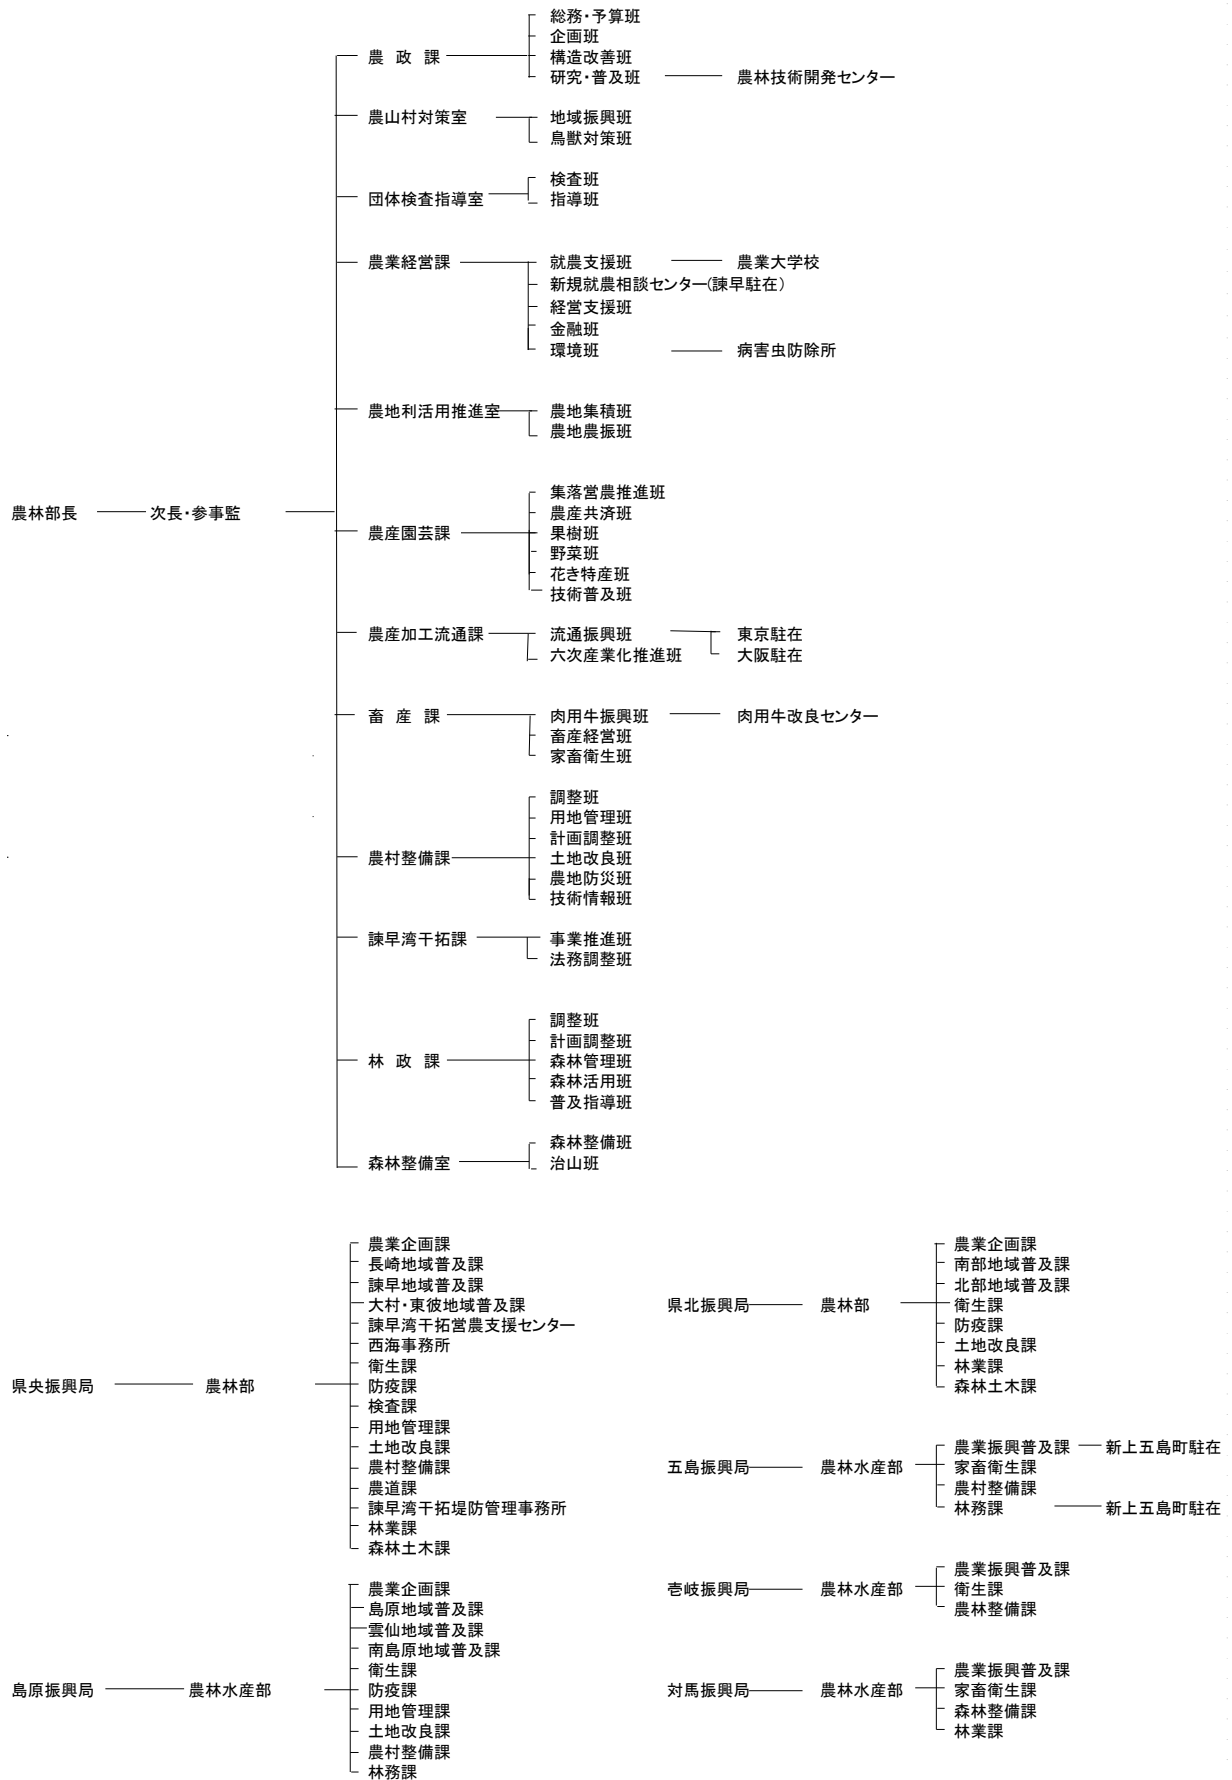 総務・予算班
企画班
農 政 課
構造改善班
研究・普及班
農林技術開発センター
農山村対策室
地域振興班
鳥獣対策班
検査班
団体検査指導室
指導班
農業経営課
就農支援班
農業大学校
新規就農相談センター(諫早駐在)
経営支援班
金融班
環境班
病害虫防除所
農地利活用推進室
農地集積班
農地農振班
集落営農推進班
農林部長
次長・参事監
農産共済班
農産園芸課
果樹班
野菜班
花き特産班
技術普及班
農産加工流通課
流通振興班
東京駐在
六次産業化推進班
大阪駐在
畜 産 課
肉用牛振興班
肉用牛改良センター
畜産経営班
家畜衛生班
調整班
用地管理班
計画調整班
農村整備課
土地改良班
農地防災班
技術情報班
諫早湾干拓課
事業推進班
法務調整班
調整班
計画調整班
林 政 課
森林管理班
森林活用班
普及指導班
森林整備班
森林整備室
治山班
県央振興局
農林部
農業企画課
長崎地域普及課
諫早地域普及課
大村・東彼地域普及課
諫早湾干拓営農支援センター
西海事務所
衛生課
防疫課
検査課
用地管理課
土地改良課
農村整備課
農道課
諫早湾干拓堤防管理事務所
林業課
森林土木課
島原振興局
農林水産部
農業企画課
島原地域普及課
雲仙地域普及課
南島原地域普及課
衛生課
防疫課
用地管理課
土地改良課
農村整備課
林務課
県北振興局
農林部
農業企画課
南部地域普及課
北部地域普及課
衛生課
防疫課
土地改良課
林業課
森林土木課
五島振興局
農林水産部
農業振興普及課
新上五島町駐在
家畜衛生課
農村整備課
林務課
新上五島町駐在
壱岐振興局
農林水産部
農業振興普及課
衛生課
農林整備課
対馬振興局
農林水産部
農業振興普及課
家畜衛生課
森林整備課
林業課